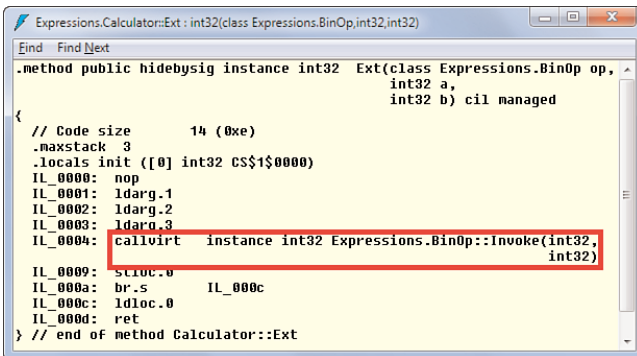 Expressions.Calculator::Ext : int32(class Expressions.BinOp,int32,int32)
Find Find Next
.method public hidebysig instance int32  Ext(class Expressions.BinOp op,
int32 a,
int32 b) cil managed
{
// Code size       14 (0xe)
.maxstack  3
.locals init ([0] int32 CS$1$0000)
IL_0000:  nop
IL_0001:  ldarg.1
IL_0002:  ldarg.2
IL_0003:  ldarg.3
IL_0004:  callvirt   instance int32 Expressions.BinOp::Invoke(int32,
int32)
IL_0009:  stloc.0
IL_000a:  br.s       IL_000c
IL_000c:  ldloc.0
IL_000d:  ret
} // end of method Calculator::Ext